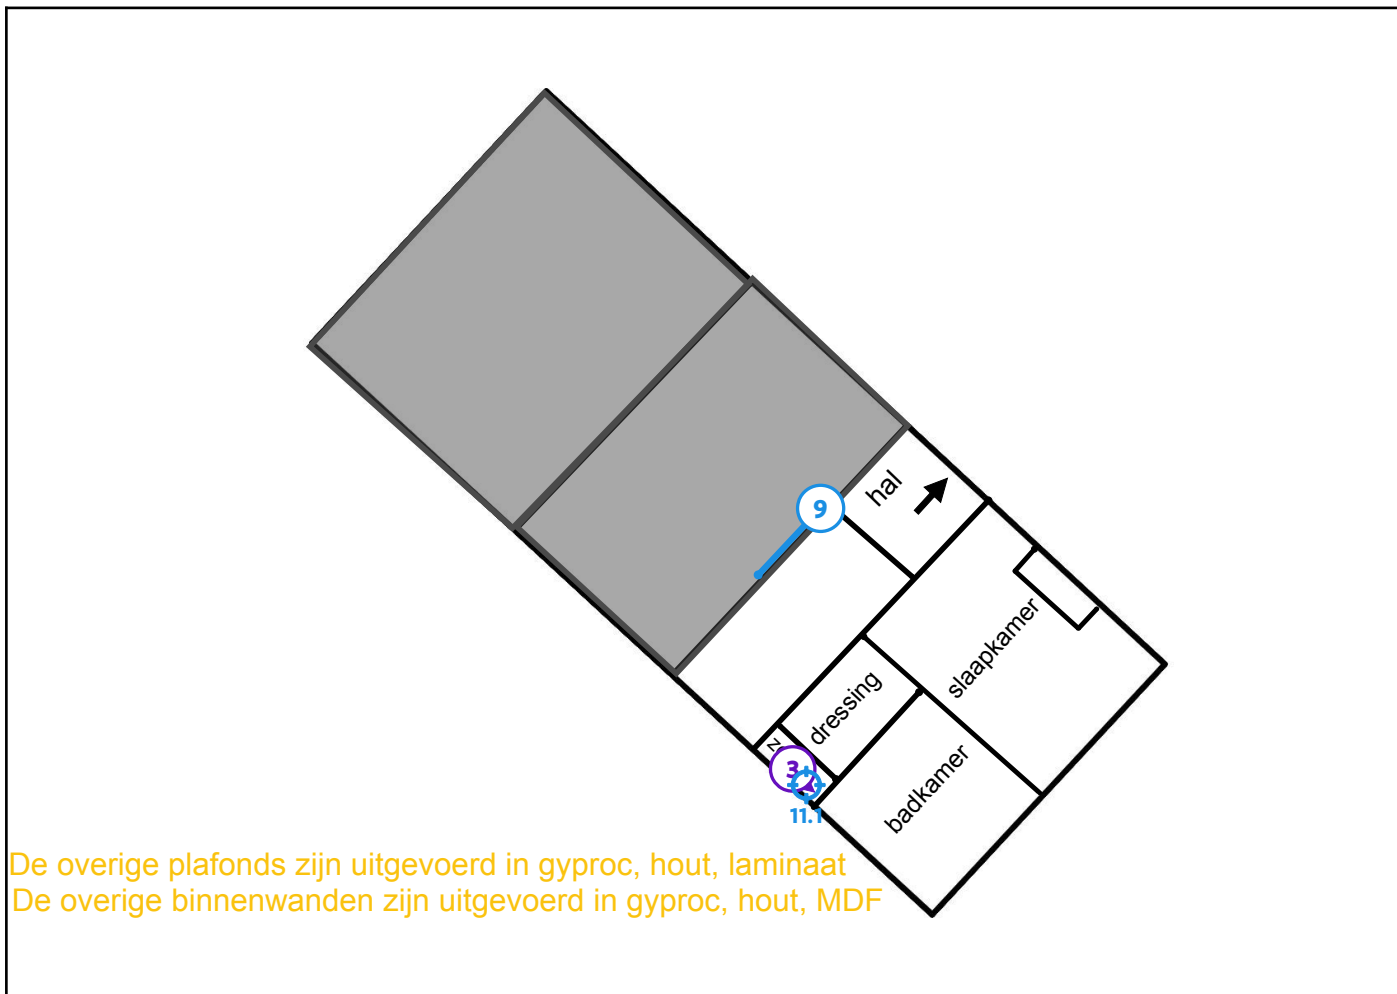 hal
9
slaapkamer
dressing
3
badkamer
11.1
De overige plafonds zijn uitgevoerd in gyproc, hout, laminaat
De overige binnenwanden zijn uitgevoerd in gyproc, hout, MDF